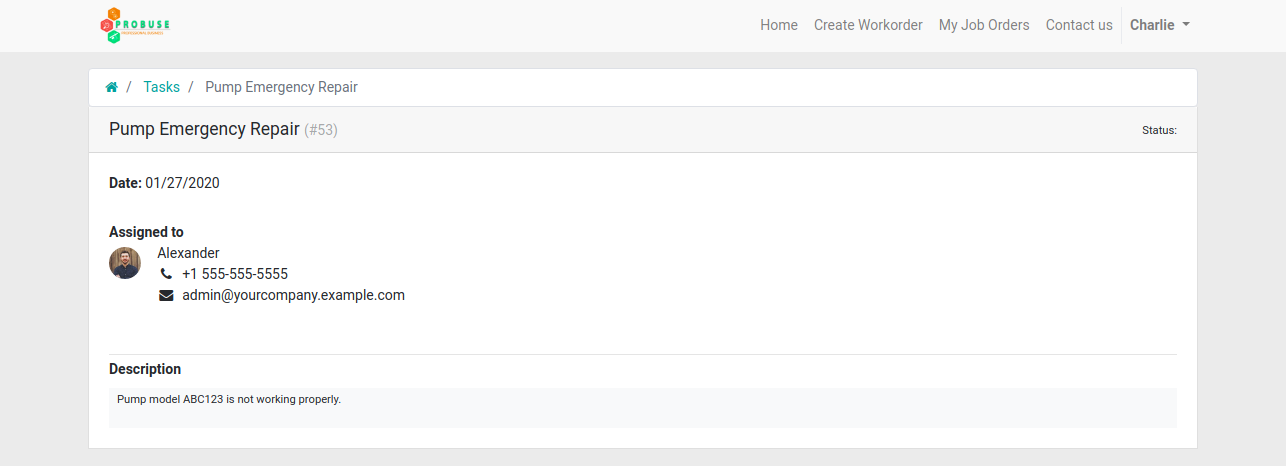 PROBUSE
Home Create Workorder My Job Orders Contact us Charlie
/ Tasks / Pump Emergency Repair
Pump Emergency Repair (#53) Status:
Date: 01/27/2020
Assigned to
Alexander
+1 555-555-5555
admin@yourcompany.example.com
Description
Pump model ABC123 is not working properly.